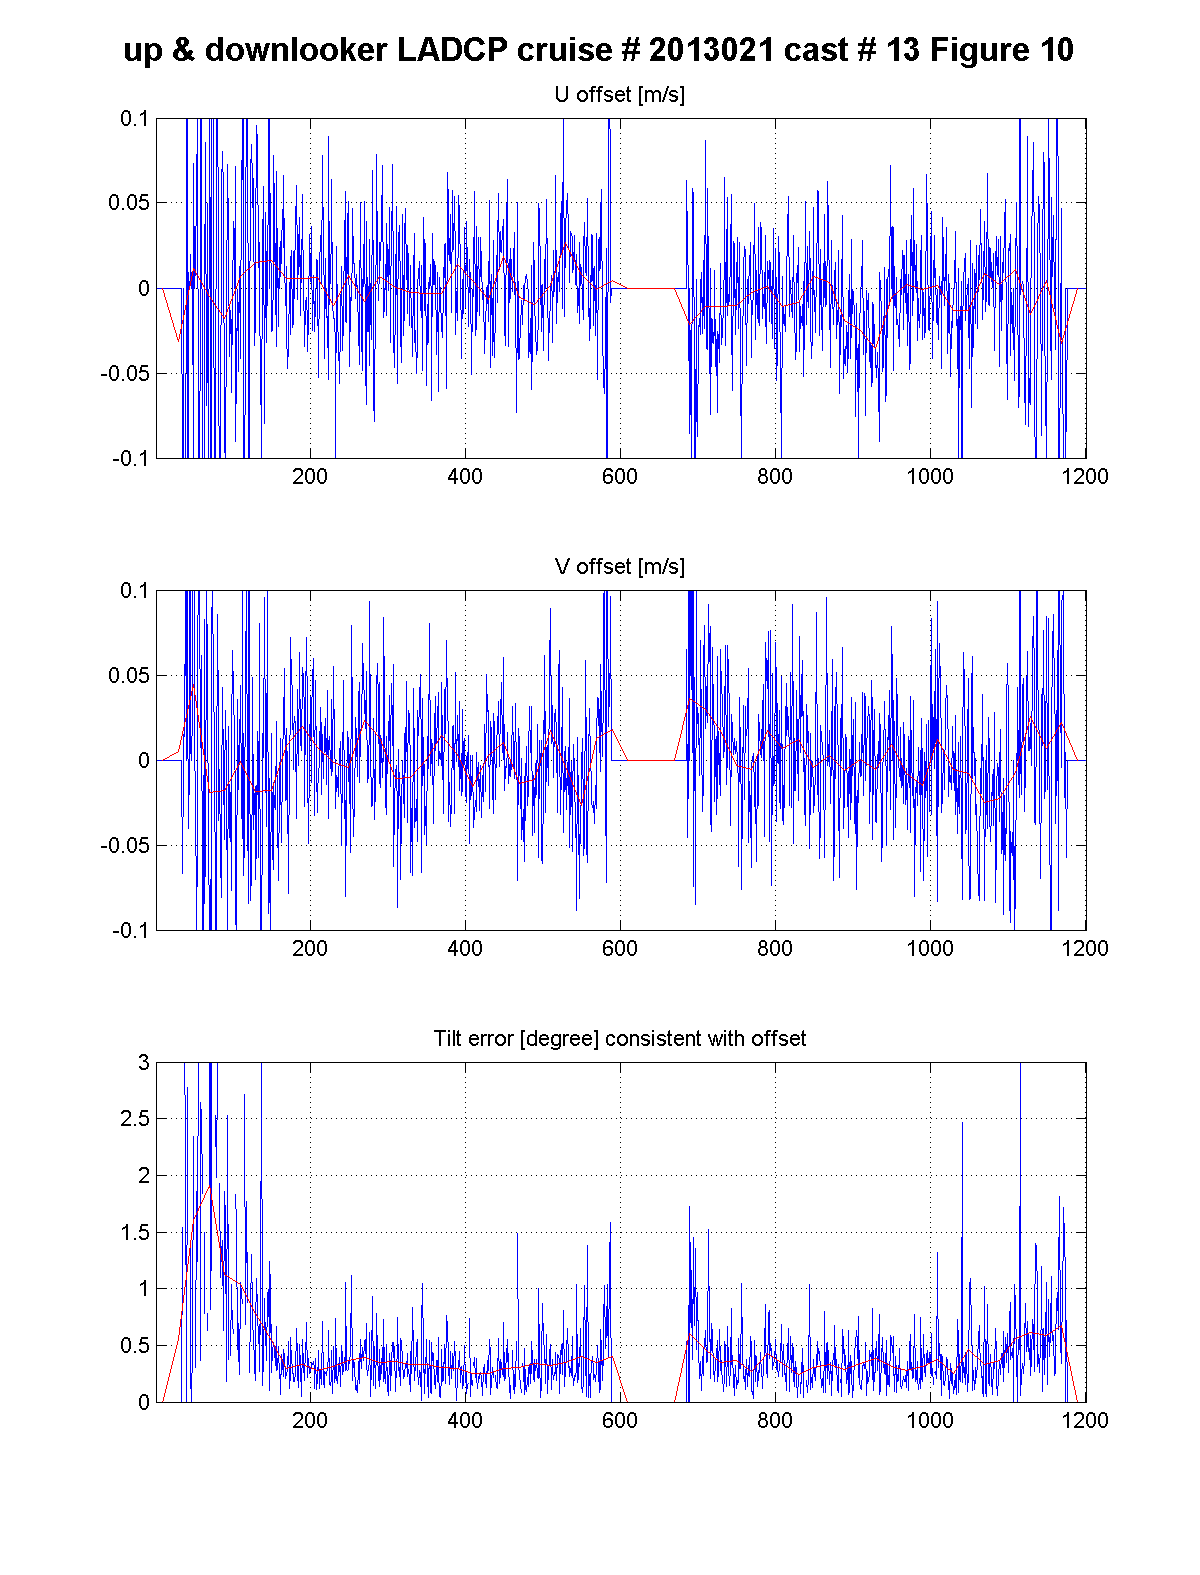 up & downlooker LADCP cruise # 2013021 cast # 13 Figure 10
U offset [m/s]
0.1
0.05
0
-0.05
-0.1
200 400 600 800 1000 1200
V offset [m/s]
0.1
0.05
0
-0.05
-0.1
200 400 600 800 1000 1200
Tilt error [degree] consistent with offset
3
2.5
2
1.5
1
0.5
0
200 400 600 800 1000 1200